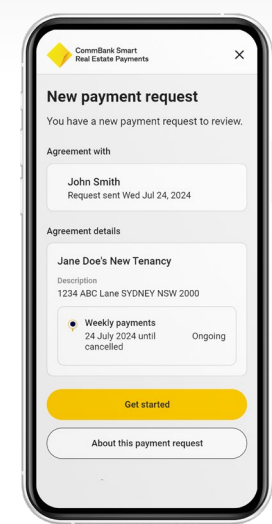 CommBank Smart
Real Estate Payments
×
New payment request
You have a new payment request to review.
Agreement with
John Smith
Request sent Wed Jul 24, 2024
Agreement details
Jane Doe's New Tenancy
Description
1234 ABC Lane SYDNEY NSW 2000
Weekly payments
24 July 2024 until Ongoing
cancelled
Get started
About this payment request